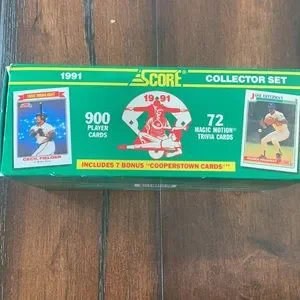 1991
SCORE
COLLECTOR SET
1991
900
PLAYER
CARDS
72
MAGIC MOTION
TRIVIA CARDS
CECIL FIELDER
INCLUDES 7 BONUS "COOPERSTOWN CARDS"